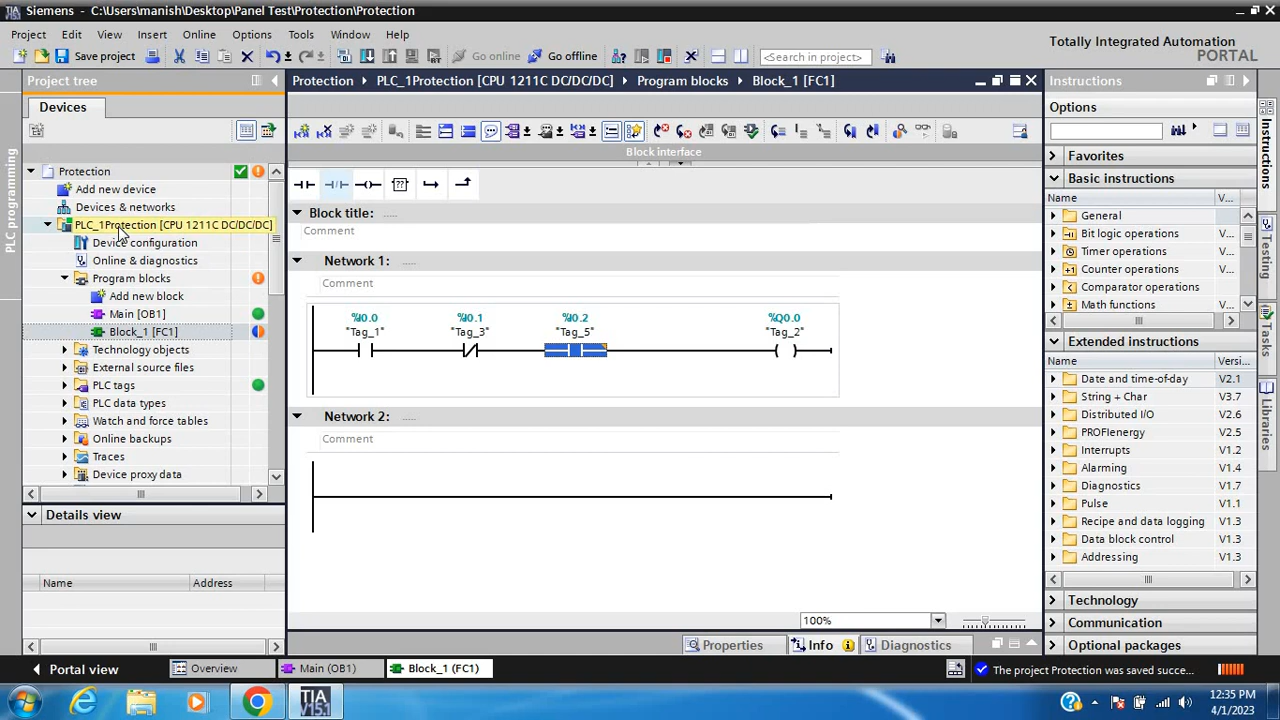 Siemens - C:\Users\manish\Desktop\Panel Test\Protection\Protection
Project Edit View Insert Online Options Tools Window Help
Totally Integrated Automation
PORTAL
Save project
Go online
Go offline
<Search in project>
Project tree
Devices
PLC programming
Protection
Add new device
Devices & networks
PLC_1Protection [CPU 1211C DC/DC/DC]
Device configuration
Online & diagnostics
Program blocks
Add new block
Main [OB1]
Block_1 [FC1]
Technology objects
External source files
PLC tags
PLC data types
Watch and force tables
Online backups
Traces
Device proxy data
Details view
Name Address
Protection PLC_1Protection [CPU 1211C DC/DC/DC] Program blocks Block_1 [FC1]
Block interface
Block title: .....
Comment
Network 1: .....
Comment
%I0.0 %I0.1 %I0.2 %Q0.0
"Tag_1" "Tag_3" "Tag_5" "Tag_2"
Network 2: .....
Comment
100%
Properties Info Diagnostics
Instructions
Options
Favorites
Basic instructions
Name V...
General
Bit logic operations V...
Timer operations V...
Counter operations V...
Comparator operations
Math functions V...
Extended instructions
Name Versi...
Date and time-of-day V2.1
String + Char V3.7
Distributed I/O V2.6
PROFIenergy V2.5
Interrupts V1.2
Alarming V1.4
Diagnostics V1.7
Pulse V1.1
Recipe and data logging V1.3
Data block control V1.3
Addressing V1.3
Technology
Communication
Optional packages
Instructions
Testing
Tasks
Libraries
Portal view
Overview
Main (OB1)
Block_1 (FC1)
The project Protection was saved succe...
TIA
V15.1
12:35 PM
4/1/2023